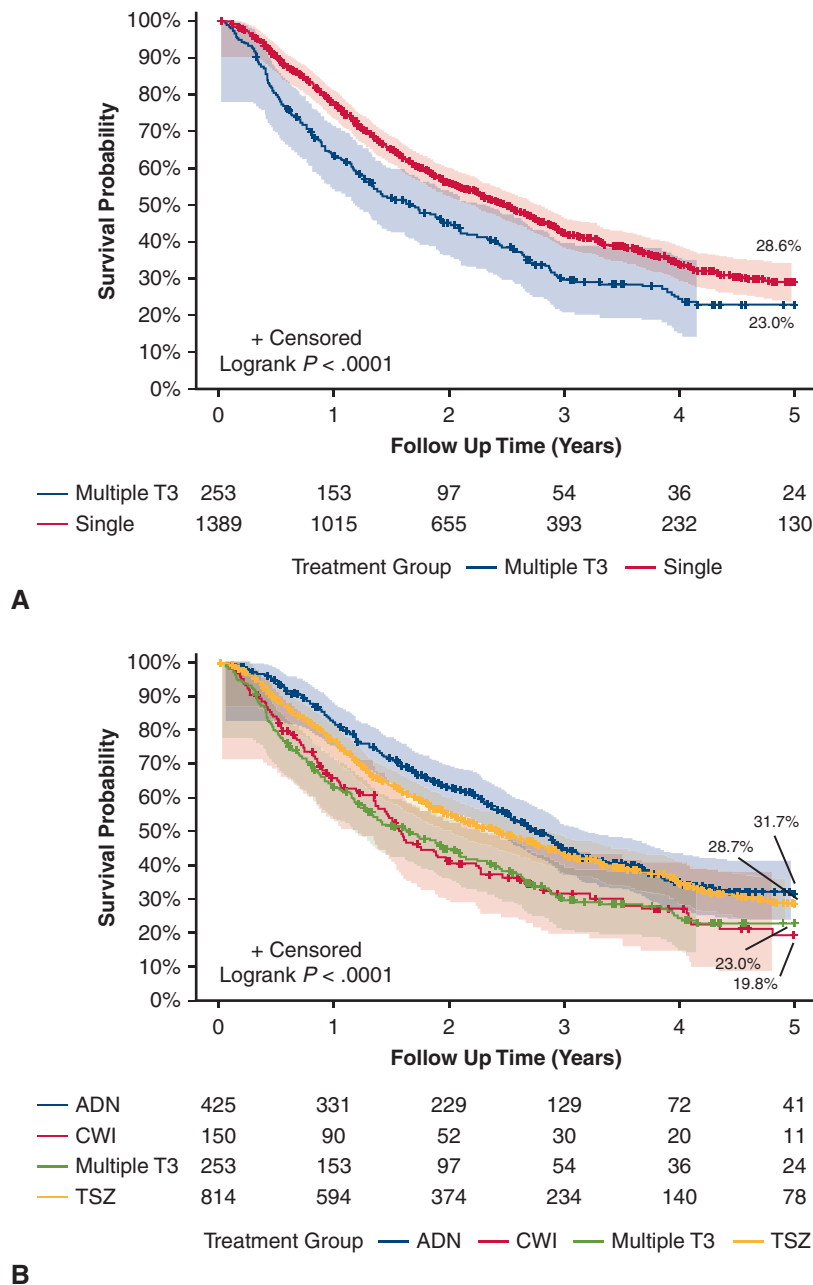 100%
90%
80%
70%
60%
50%
40%
30%
20%
10%
0%
Survival Probability
28.6%
23.0%
+ Censored
Logrank P < .0001
0 1 2 3 4 5
Follow Up Time (Years)
Multiple T3 253 153 97 54 36 24
Single 1389 1015 655 393 232 130
Treatment Group Multiple T3 Single
A
100%
90%
80%
70%
60%
50%
40%
30%
20%
10%
0%
Survival Probability
31.7%
28.7%
23.0%
19.8%
+ Censored
Logrank P < .0001
0 1 2 3 4 5
Follow Up Time (Years)
ADN 425 331 229 129 72 41
CWI 150 90 52 30 20 11
Multiple T3 253 153 97 54 36 24
TSZ 814 594 374 234 140 78
Treatment Group ADN CWI Multiple T3 TSZ
B